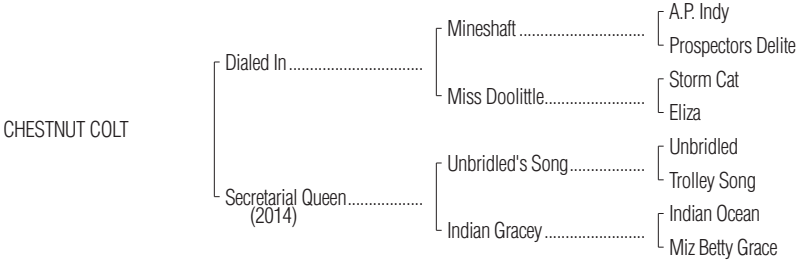 A.P. Indy
Mineshaft ..............................
Prospectors Delite
Dialed In ................................
Storm Cat
Miss Doolittle........................
Eliza
CHESTNUT COLT
Unbridled
Unbridled's Song..................
Trolley Song
Secretarial Queen..................
(2014)
Indian Ocean
Indian Gracey ........................
Miz Betty Grace